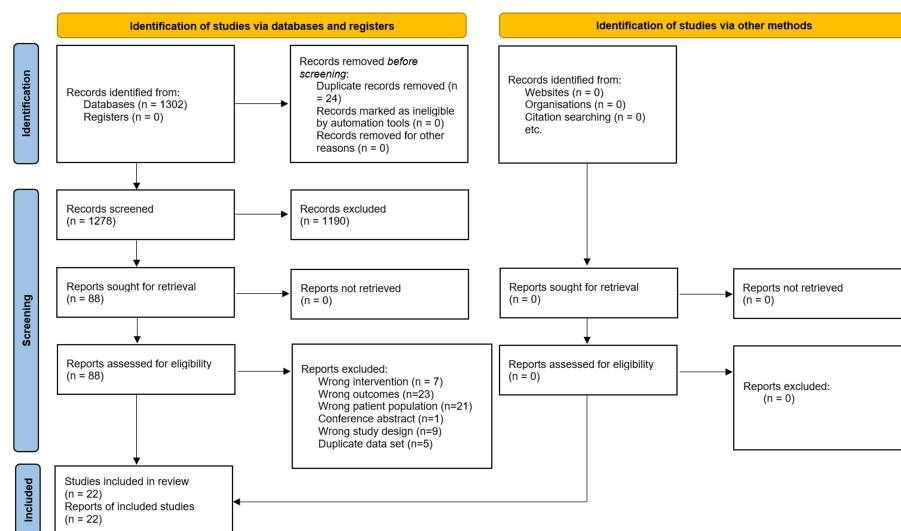 Identification of studies via databases and registers
Identification of studies via other methods
Identification
Records identified from:
Databases (n = 1302)
Registers (n = 0)
Records removed before
screening:
Duplicate records removed (n
= 24)
Records marked as ineligible
by automation tools (n = 0)
Records removed for other
reasons (n = 0)
Records identified from:
Websites (n = 0)
Organisations (n = 0)
Citation searching (n = 0)
etc.
Screening
Records screened
(n = 1278)
Records excluded
(n = 1190)
Reports sought for retrieval
(n = 88)
Reports not retrieved
(n = 0)
Reports sought for retrieval
(n = 0)
Reports not retrieved
(n = 0)
Reports assessed for eligibility
(n = 88)
Reports excluded:
Wrong intervention (n = 7)
Wrong outcomes (n=23)
Wrong patient population (n=21)
Conference abstract (n=1)
Wrong study design (n=9)
Duplicate data set (n=5)
Reports assessed for eligibility
(n = 0)
Reports excluded:
(n = 0)
Included
Studies included in review
(n = 22)
Reports of included studies
(n = 22)